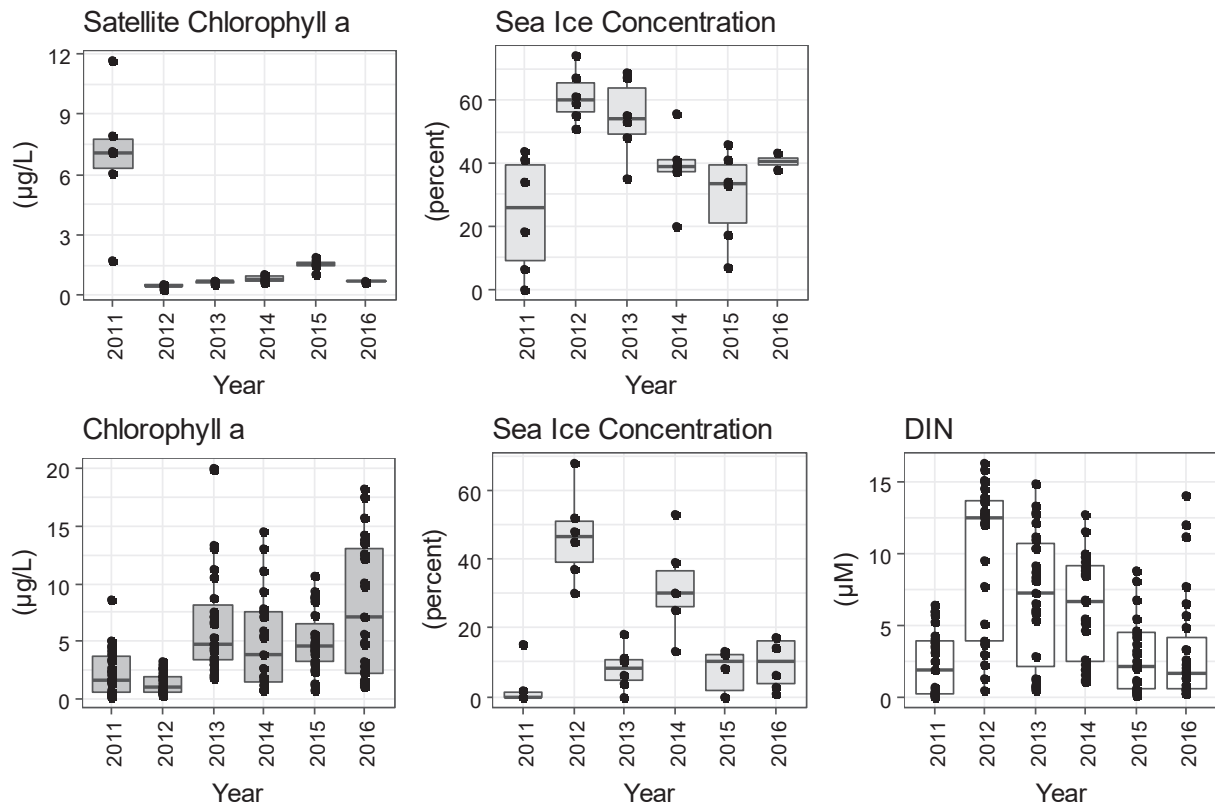 Satellite Chlorophyll a
(µg/L)
12
9
6
3
0
2011 2012 2013 2014 2015 2016
Year
Sea Ice Concentration
(percent)
60
40
20
0
2011 2012 2013 2014 2015 2016
Year
Chlorophyll a
(µg/L)
20
15
10
5
0
2011 2012 2013 2014 2015 2016
Year
Sea Ice Concentration
(percent)
60
40
20
0
2011 2012 2013 2014 2015 2016
Year
DIN
(µM)
15
10
5
0
2011 2012 2013 2014 2015 2016
Year